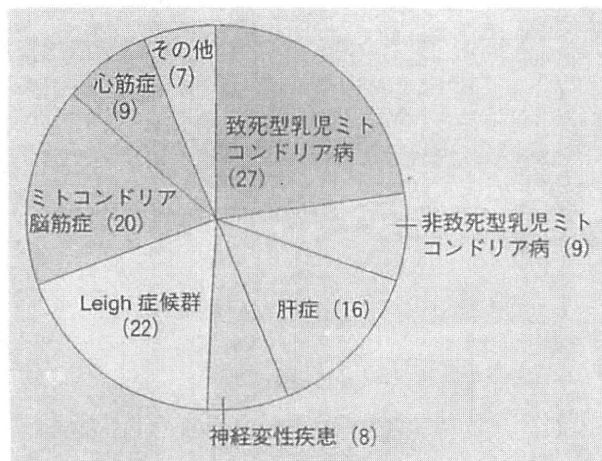 その他
(7)
心筋症
(9)
致死型乳児ミト
コンドリア病
(27)
ミトコンドリア
脳筋症 (20)
非致死型乳児ミト
コンドリア病 (9)
Leigh 症候群
(22)
肝症 (16)
神経変性疾患 (8)